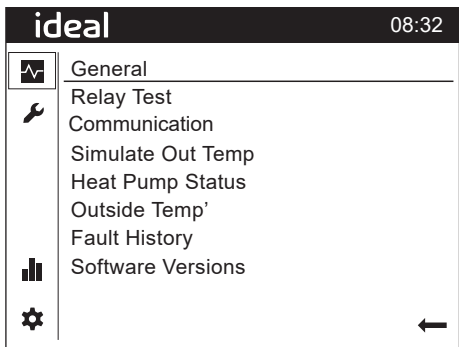 ideal
08:32
General
Relay Test
Communication
Simulate Out Temp
Heat Pump Status
Outside Temp'
Fault History
Software Versions